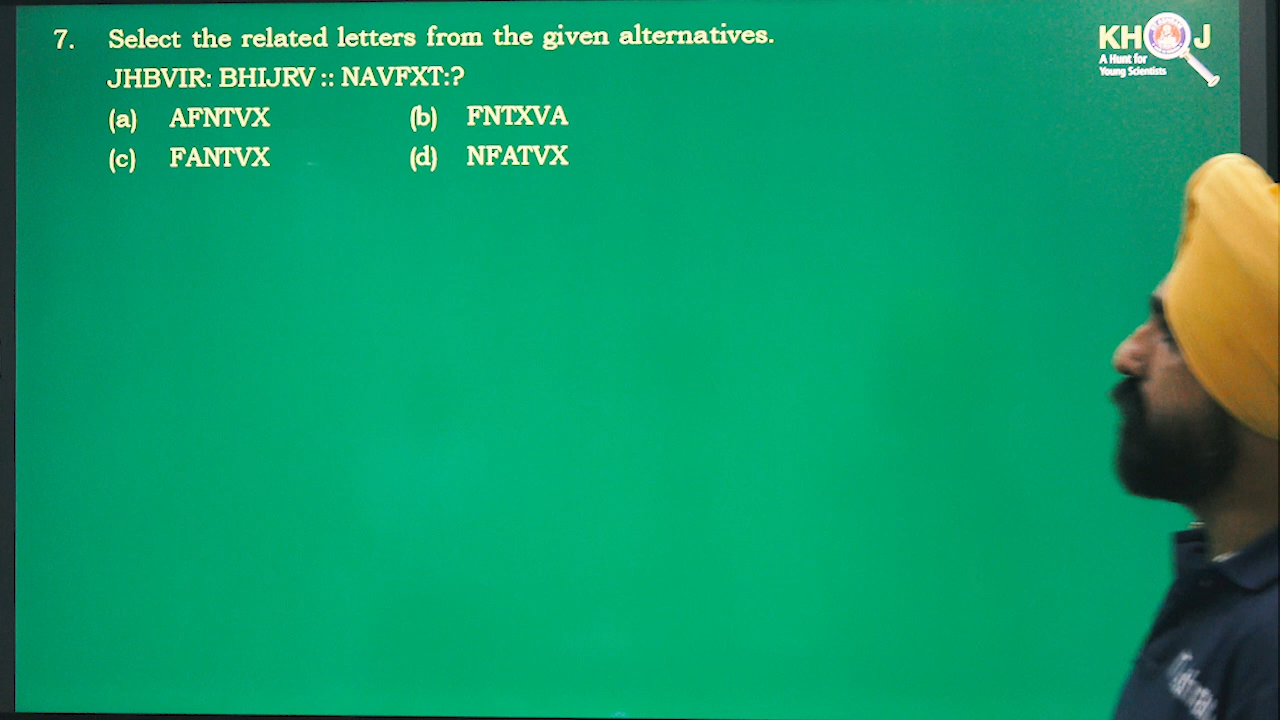 7. Select the related letters from the given alternatives.
JHBVIR: BHIJRV :: NAVFXT:?
(a) AFNTVX (b) FNTXVA
(c) FANTVX (d) NFATVX
KHOJ
A Hunt for
Young Scientists